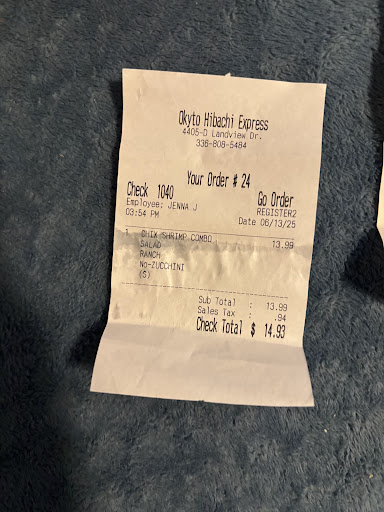 Okyto Hibachi Express
4405-D Landview Dr.
336-808-5484
Your Order # 24
Check 1040 Go Order
Employee: JENNA J REGISTER2
03:54 PM Date 06/13/25
1 CHIX SHRIMP COMBO 13.99
SALAD
RANCH
No-ZUCCHINI
(S)
Sub Total : 13.99
Sales Tax : .94
Check Total $ 14.93